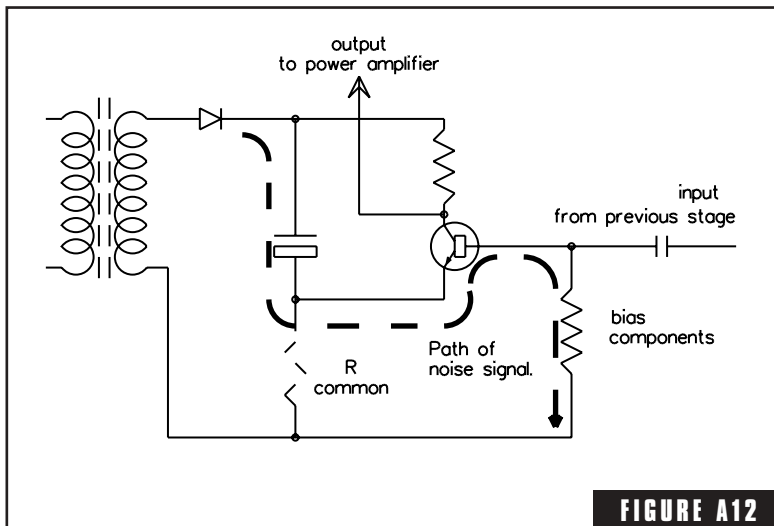 output
to power amplifier
input
from previous stage
bias
components
Path of
noise signal.
R
common
FIGURE A12